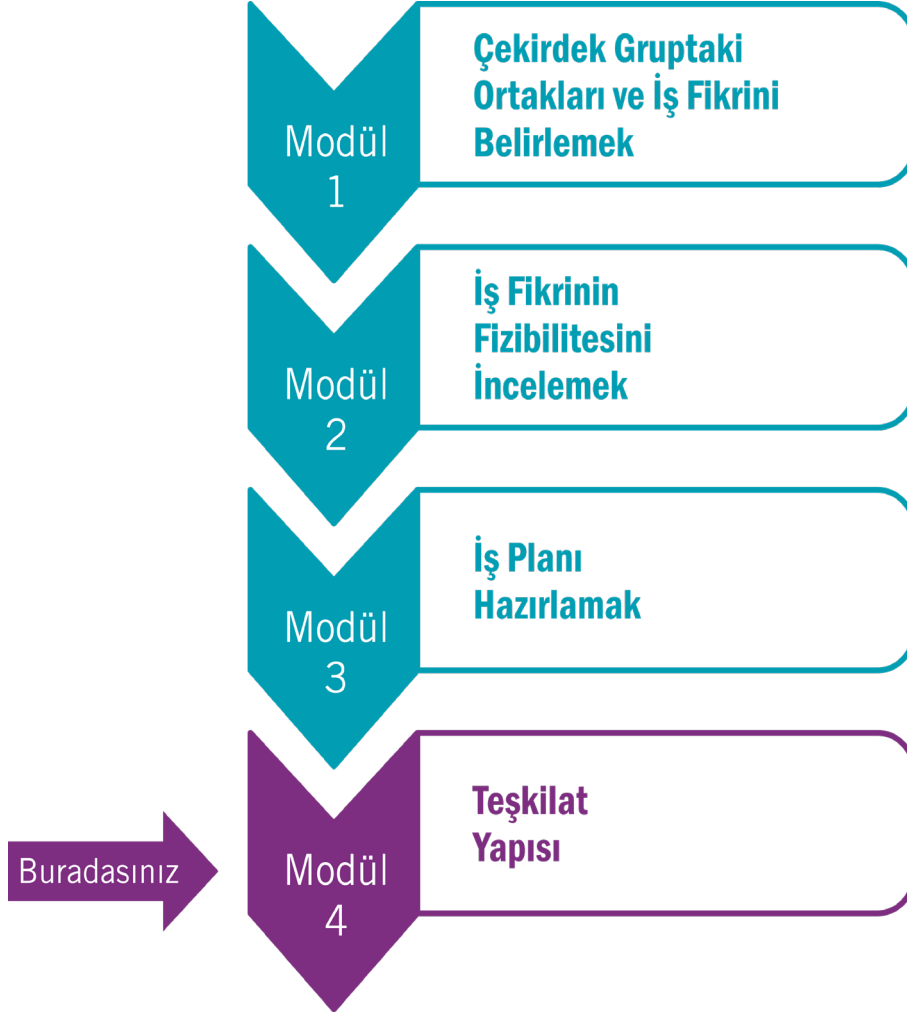 Modül
1
Çekirdek Gruptaki
Ortakları ve İş Fikrini
Belirlemek
Modül
2
İş Fikrinin
Fizibilitesini
İncelemek
Modül
3
İş Planı
Hazırlamak
Buradasınız
Modül
4
Teşkilat
Yapısı